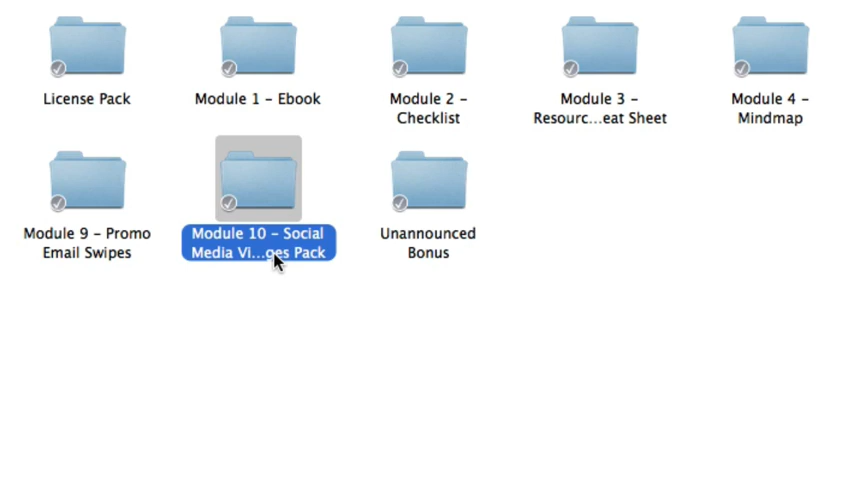 License Pack
Module 1 – Ebook
Module 2 –
Checklist
Module 3 –
Resourc...eat Sheet
Module 4 –
Mindmap
Module 9 – Promo
Email Swipes
Module 10 – Social
Media Vi...ges Pack
Unannounced
Bonus